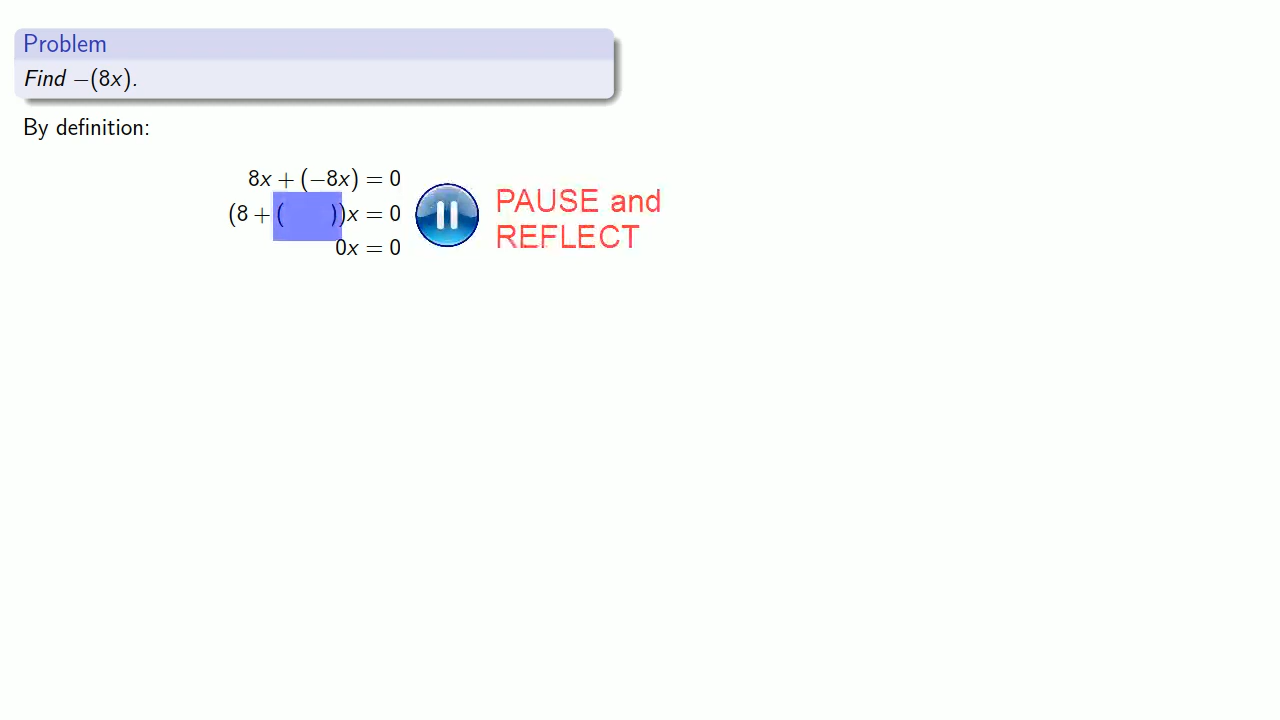 Problem
Find −(8x).
By definition:
8x + (−8x) = 0
(8 + ( ))x = 0
0x = 0
PAUSE and
REFLECT